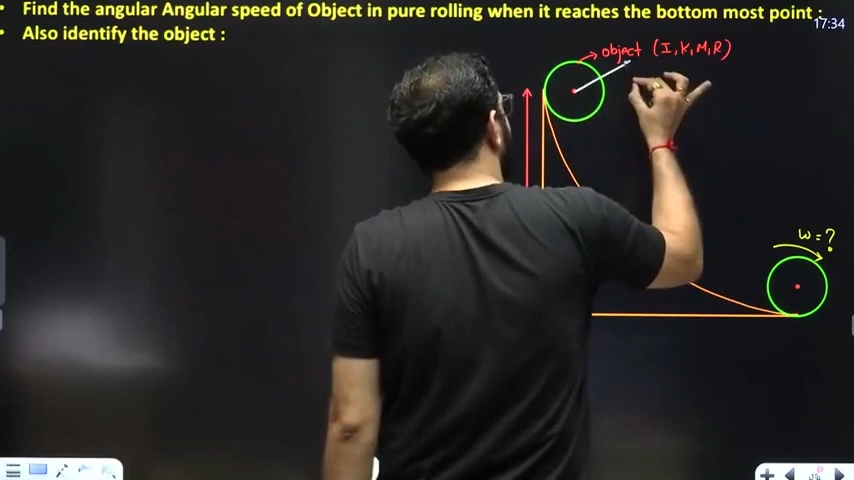 • Find the angular Angular speed of Object in pure rolling when it reaches the bottom most point :
17:34
• Also identify the object :
object (I, K, M, R)
ω = ?